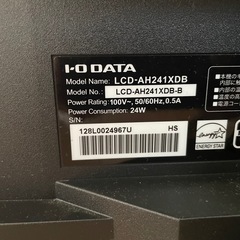 I-O DATA
Model Name: LCD-AH241XDB
Model No.: LCD-AH241XDB-B
Power Rating: 100V~, 50/60Hz, 0.5A
Power Consumption: 24W
S/N:
128L0024967U HS
ENERGY STAR